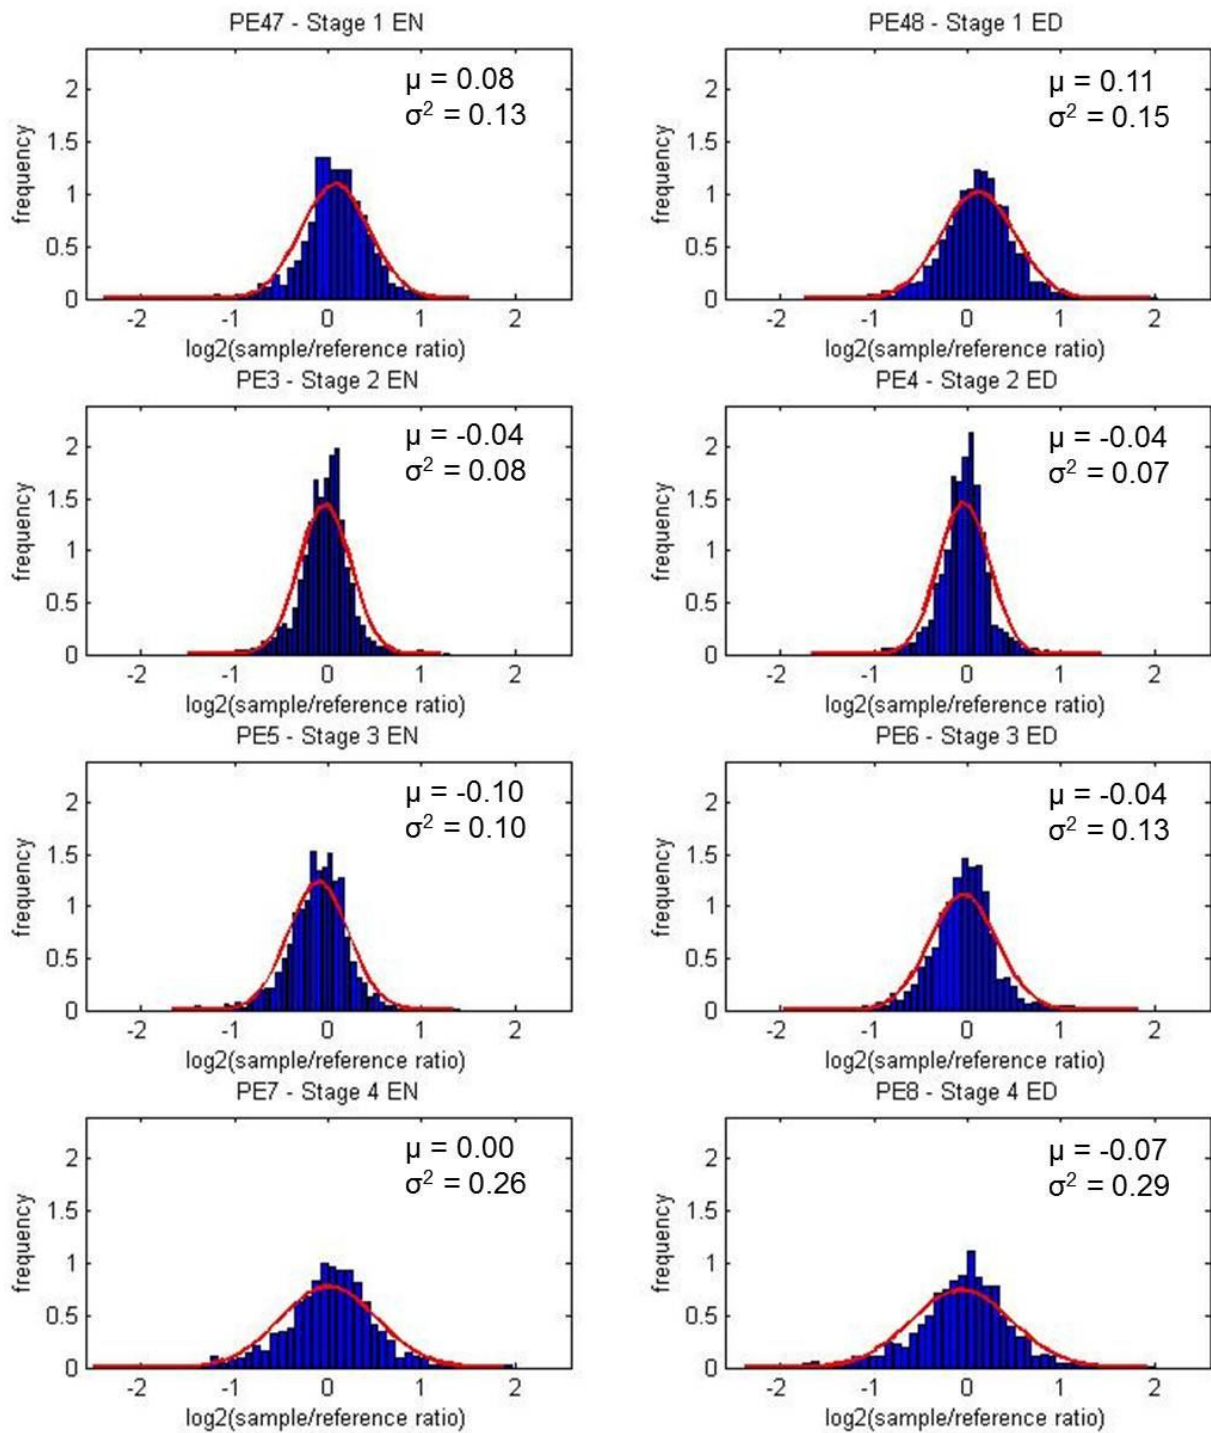 PE47 - Stage 1 EN
μ = 0.08
σ² = 0.13
frequency
2
1.5
1
0.5
0
-2 -1 0 1 2
log2(sample/reference ratio)
PE48 - Stage 1 ED
μ = 0.11
σ² = 0.15
frequency
2
1.5
1
0.5
0
-2 -1 0 1 2
log2(sample/reference ratio)
PE3 - Stage 2 EN
μ = -0.04
σ² = 0.08
frequency
2
1.5
1
0.5
0
-2 -1 0 1 2
log2(sample/reference ratio)
PE4 - Stage 2 ED
μ = -0.04
σ² = 0.07
frequency
2
1.5
1
0.5
0
-2 -1 0 1 2
log2(sample/reference ratio)
PE5 - Stage 3 EN
μ = -0.10
σ² = 0.10
frequency
2
1.5
1
0.5
0
-2 -1 0 1 2
log2(sample/reference ratio)
PE6 - Stage 3 ED
μ = -0.04
σ² = 0.13
frequency
2
1.5
1
0.5
0
-2 -1 0 1 2
log2(sample/reference ratio)
PE7 - Stage 4 EN
μ = 0.00
σ² = 0.26
frequency
2
1.5
1
0.5
0
-2 -1 0 1 2
log2(sample/reference ratio)
PE8 - Stage 4 ED
μ = -0.07
σ² = 0.29
frequency
2
1.5
1
0.5
0
-2 -1 0 1 2
log2(sample/reference ratio)